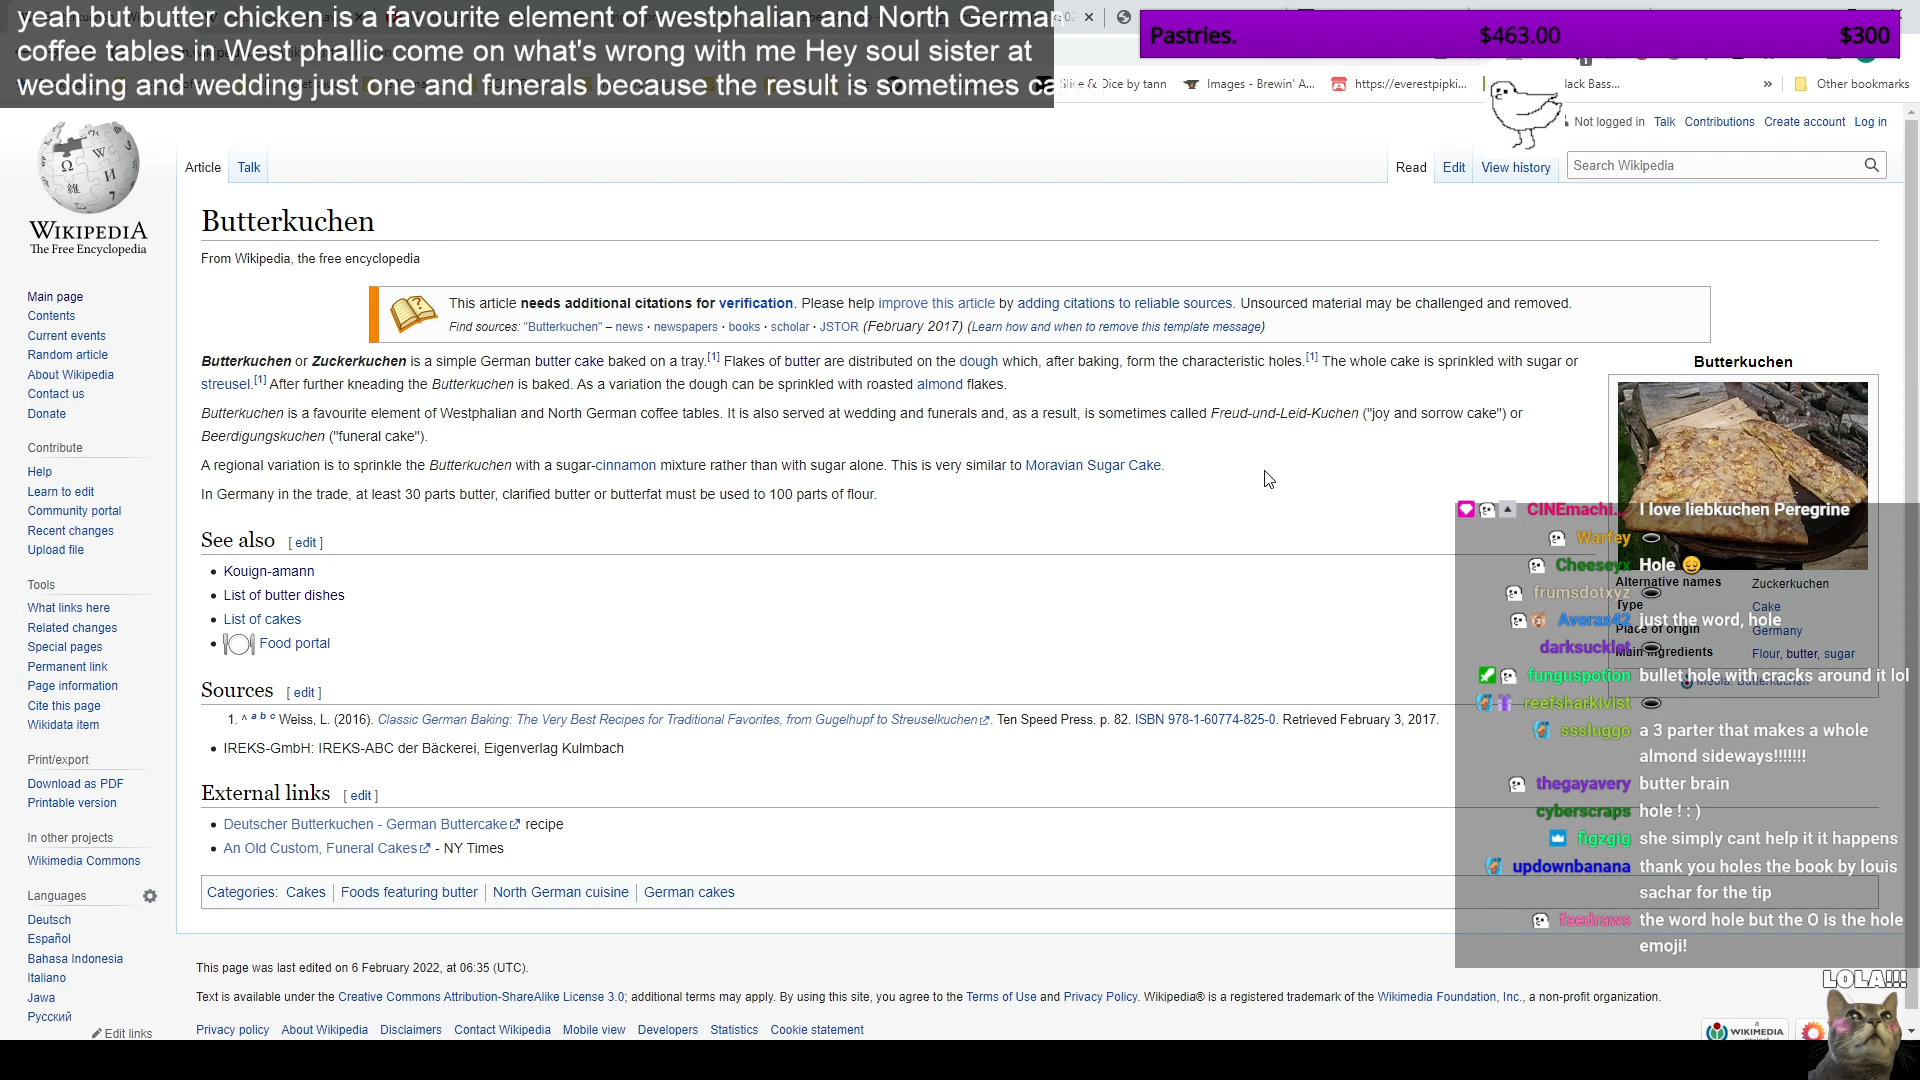 yeah but butter chicken is a favourite element of westphalian and North German
coffee tables in West phallic come on what's wrong with me Hey soul sister at
wedding and wedding just one and funerals because the result is sometimes ca
Pastries. $463.00 $300
Slice & Dice by tann
Images - Brewin' A...
https://everestpipki...
lack Bass...
»
Other bookmarks
Not logged in Talk Contributions Create account Log in
Article Talk
Read Edit View history
Search Wikipedia
WIKIPEDIA
The Free Encyclopedia
Main page
Contents
Current events
Random article
About Wikipedia
Contact us
Donate
Contribute
Help
Learn to edit
Community portal
Recent changes
Upload file
Tools
What links here
Related changes
Special pages
Permanent link
Page information
Cite this page
Wikidata item
Print/export
Download as PDF
Printable version
In other projects
Wikimedia Commons
Languages
Deutsch
Español
Bahasa Indonesia
Italiano
Jawa
Русский
Edit links
Butterkuchen
From Wikipedia, the free encyclopedia
This article needs additional citations for verification. Please help improve this article by adding citations to reliable sources. Unsourced material may be challenged and removed.
Find sources: "Butterkuchen" – news · newspapers · books · scholar · JSTOR (February 2017) (Learn how and when to remove this template message)
Butterkuchen or Zuckerkuchen is a simple German butter cake baked on a tray.[1] Flakes of butter are distributed on the dough which, after baking, form the characteristic holes.[1] The whole cake is sprinkled with sugar or
streusel.[1] After further kneading the Butterkuchen is baked. As a variation the dough can be sprinkled with roasted almond flakes.
Butterkuchen is a favourite element of Westphalian and North German coffee tables. It is also served at wedding and funerals and, as a result, is sometimes called Freud-und-Leid-Kuchen ("joy and sorrow cake") or
Beerdigungskuchen ("funeral cake").
A regional variation is to sprinkle the Butterkuchen with a sugar-cinnamon mixture rather than with sugar alone. This is very similar to Moravian Sugar Cake.
In Germany in the trade, at least 30 parts butter, clarified butter or butterfat must be used to 100 parts of flour.
See also [ edit ]
Kouign-amann
List of butter dishes
List of cakes
Food portal
Sources [ edit ]
1. ^ a b c Weiss, L. (2016). Classic German Baking: The Very Best Recipes for Traditional Favorites, from Gugelhupf to Streuselkuchen. Ten Speed Press. p. 82. ISBN 978-1-60774-825-0. Retrieved February 3, 2017.
IREKS-GmbH: IREKS-ABC der Bäckerei, Eigenverlag Kulmbach
External links [ edit ]
Deutscher Butterkuchen - German Buttercake recipe
An Old Custom, Funeral Cakes - NY Times
Categories: Cakes | Foods featuring butter | North German cuisine | German cakes
Butterkuchen
Alternative names Zuckerkuchen
Type Cake
Place of origin Germany
Main ingredients Flour, butter, sugar
Media: Butterkuchen
CINEmachi... I love liebkuchen Peregrine
Warfey
Cheeseyx Hole
frumsdotxyz
Averax42 just the word, hole
darksucklet
funguspotion bullet hole with cracks around it lol
reefsharkivist
sssluggo a 3 parter that makes a whole
almond sideways!!!!!!!
thegayavery butter brain
cyberscraps hole ! : )
figzgig she simply cant help it it happens
updownbanana thank you holes the book by louis
sachar for the tip
faedraws the word hole but the O is the hole
emoji!
LOLA!!!
This page was last edited on 6 February 2022, at 06:35 (UTC).
Text is available under the Creative Commons Attribution-ShareAlike License 3.0; additional terms may apply. By using this site, you agree to the Terms of Use and Privacy Policy. Wikipedia® is a registered trademark of the Wikimedia Foundation, Inc., a non-profit organization.
Privacy policy About Wikipedia Disclaimers Contact Wikipedia Mobile view Developers Statistics Cookie statement
WIKIMEDIA